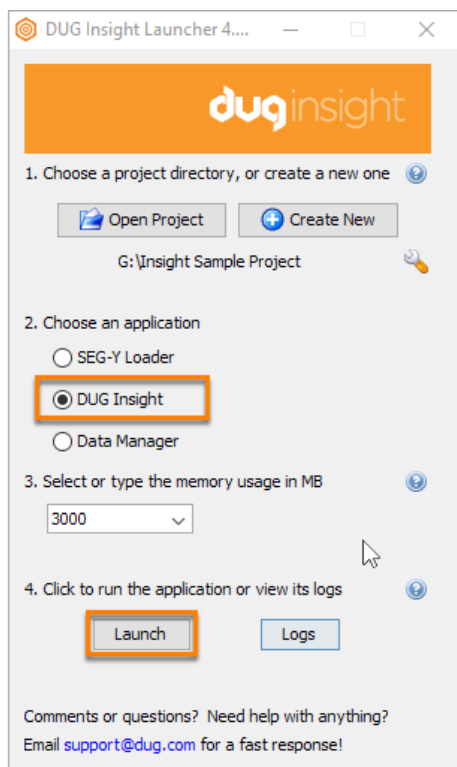 DUG Insight Launcher 4....
duginsight
1. Choose a project directory, or create a new one
Open Project
Create New
G:\Insight Sample Project
2. Choose an application
SEG-Y Loader
DUG Insight
Data Manager
3. Select or type the memory usage in MB
3000
4. Click to run the application or view its logs
Launch
Logs
Comments or questions? Need help with anything?
Email support@dug.com for a fast response!